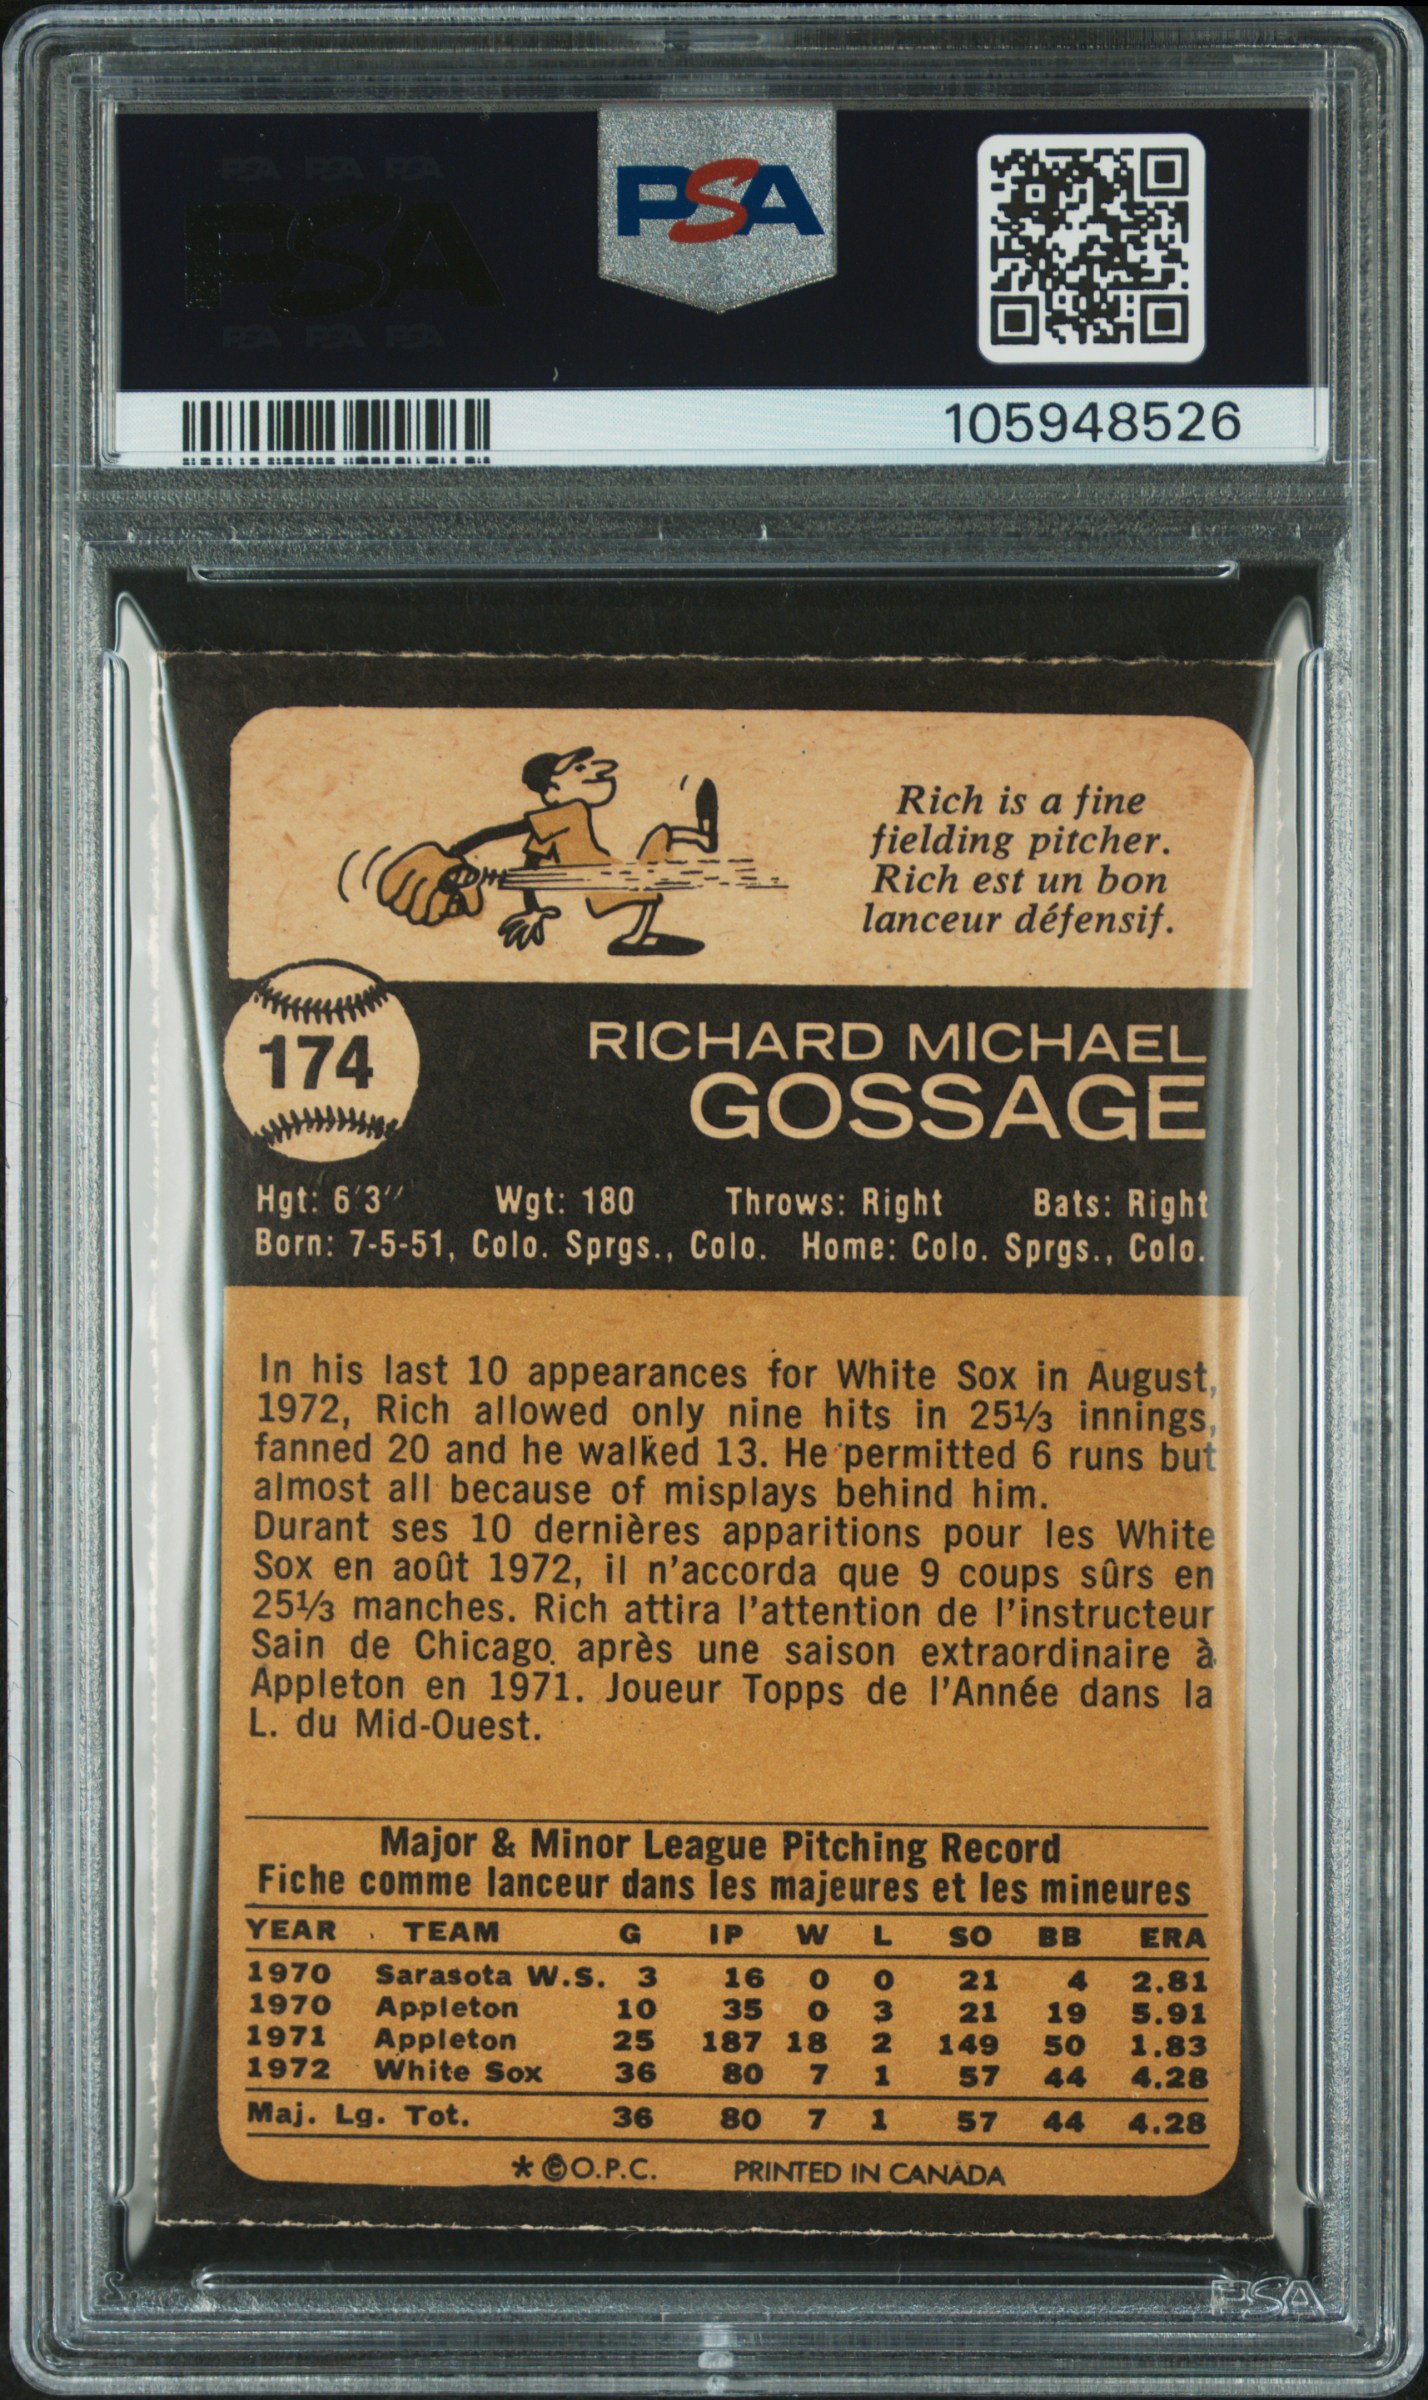 PSA PSA PSA
PSA
PSA PSA PSA
PSA
105948526
Rich is a fine
fielding pitcher.
Rich est un bon
lanceur défensif.
174
RICHARD MICHAEL
GOSSAGE
Hgt: 6'3" Wgt: 180 Throws: Right Bats: Right
Born: 7-5-51, Colo. Sprgs., Colo. Home: Colo. Sprgs., Colo.
In his last 10 appearances for White Sox in August,
1972, Rich allowed only nine hits in 25⅓ innings,
fanned 20 and he walked 13. He permitted 6 runs but
almost all because of misplays behind him.
Durant ses 10 dernières apparitions pour les White
Sox en août 1972, il n'accorda que 9 coups sûrs en
25⅓ manches. Rich attira l'attention de l'instructeur
Sain de Chicago après une saison extraordinaire à
Appleton en 1971. Joueur Topps de l'Année dans la
L. du Mid-Ouest.
Major & Minor League Pitching Record
Fiche comme lanceur dans les majeures et les mineures
YEAR TEAM G IP W L SO BB ERA
1970 Sarasota W.S. 3 16 0 0 21 4 2.81
1970 Appleton 10 35 0 3 21 19 5.91
1971 Appleton 25 187 18 2 149 50 1.83
1972 White Sox 36 80 7 1 57 44 4.28
Maj. Lg. Tot. 36 80 7 1 57 44 4.28
* ©O.P.C. PRINTED IN CANADA
PSA